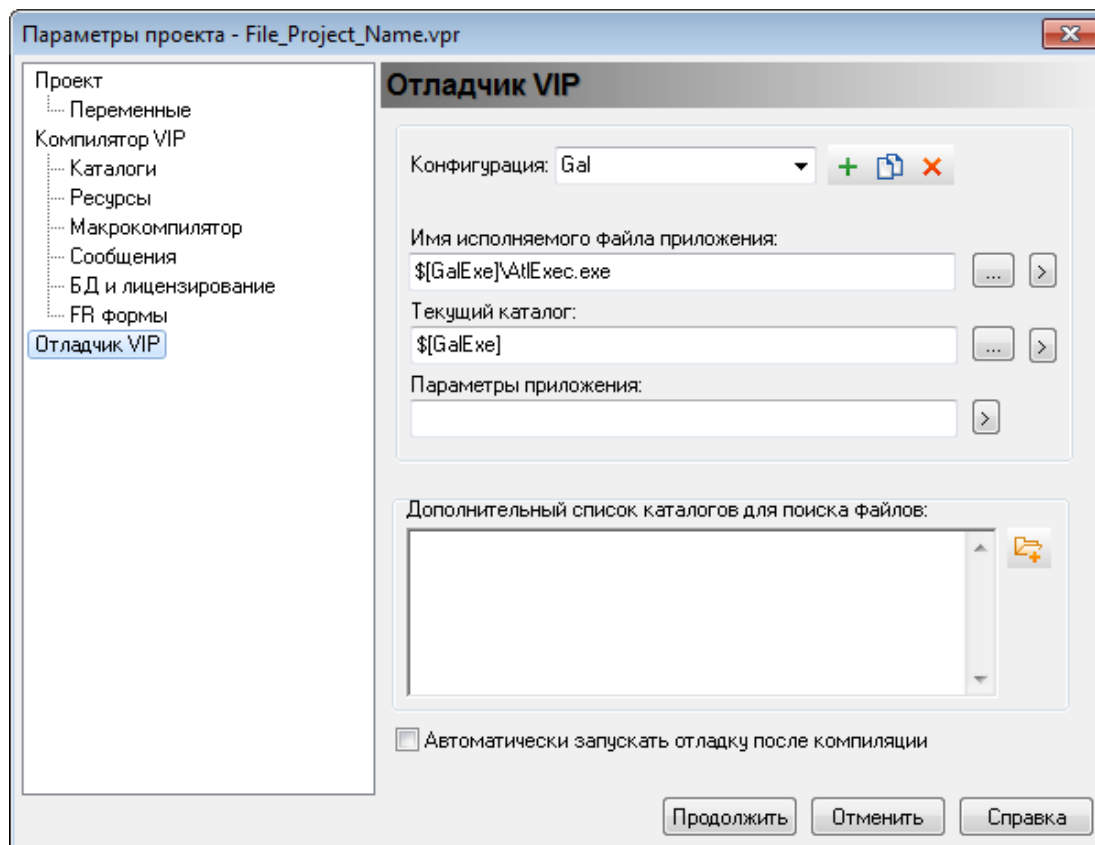 Параметры проекта - File_Project_Name.vpr
Проект
Переменные
Компилятор VIP
Каталоги
Ресурсы
Макрокомпилятор
Сообщения
БД и лицензирование
FR формы
Отладчик VIP
Отладчик VIP
Конфигурация: Gal
Имя исполняемого файла приложения:
$[GalExe]\AtlExec.exe
...
>
Текущий каталог:
$[GalExe]
...
>
Параметры приложения:
>
Дополнительный список каталогов для поиска файлов:
Автоматически запускать отладку после компиляции
Продолжить
Отменить
Справка